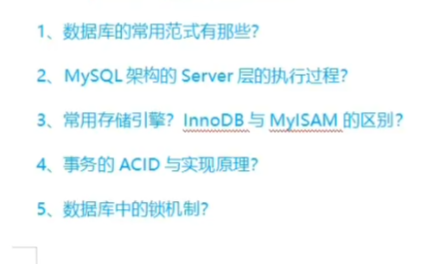 1、数据库的常用范式有那些？
2、MySQL 架构的 Server 层的执行过程？
3、常用存储引擎？InnoDB 与 MyISAM 的区别？
4、事务的 ACID 与实现原理？
5、数据库中的锁机制？